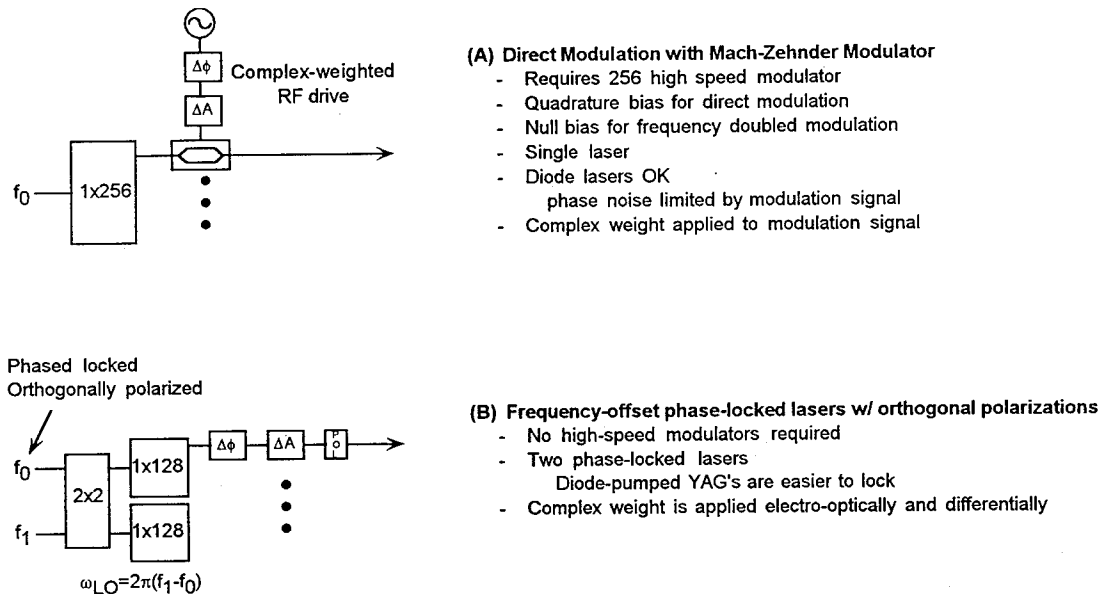 Δϕ
Complex-weighted
RF drive
ΔA
f0
1x256
(A) Direct Modulation with Mach-Zehnder Modulator
- Requires 256 high speed modulator
- Quadrature bias for direct modulation
- Null bias for frequency doubled modulation
- Single laser
- Diode lasers OK
phase noise limited by modulation signal
- Complex weight applied to modulation signal
Phased locked
Orthogonally polarized
f0
f1
2x2
1x128
1x128
Δϕ
ΔA
POL
ωLO=2π(f1-f0)
(B) Frequency-offset phase-locked lasers w/ orthogonal polarizations
- No high-speed modulators required
- Two phase-locked lasers
Diode-pumped YAG's are easier to lock
- Complex weight is applied electro-optically and differentially